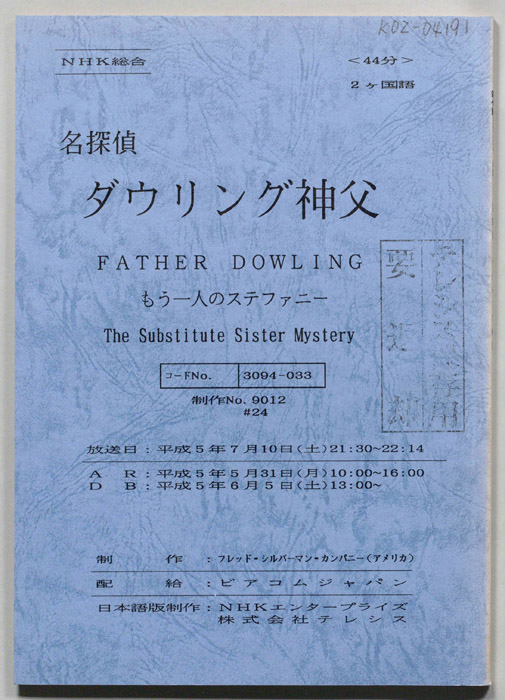 K02-04191
NHK総合 <44分>
2ヶ国語
名探偵
ダウリング神父
FATHER DOWLING
もう一人のステファニー
The Substitute Sister Mystery
コードNo. 3094-033
制作No. 9012
#24
放送日:平成5年7月10日(土)21:30~22:14
A R:平成5年5月31日(月)10:00~16:00
D B:平成5年6月5日(土)13:00~
制 作:フレッド・シルバーマン・カンパニー(アメリカ)
配 給:ビアコムジャパン
日本語版制作:NHKエンタープライズ
株式会社テレシス